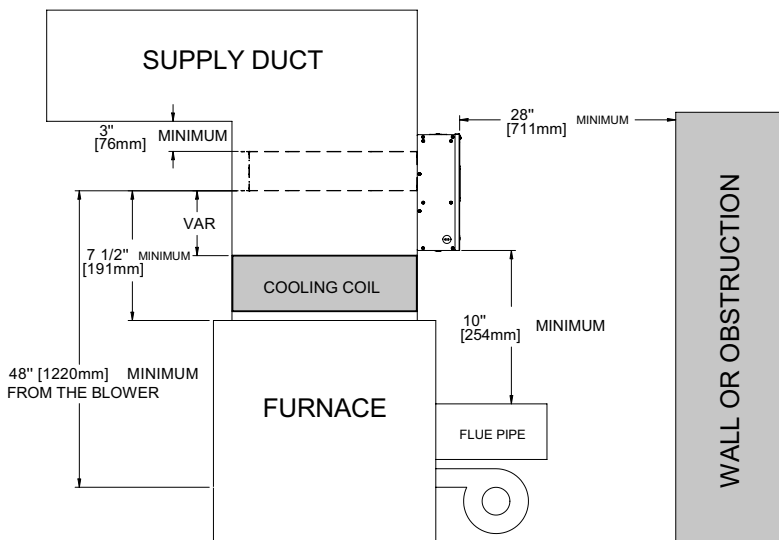 SUPPLY DUCT
3" MINIMUM
[76mm]
28" MINIMUM
[711mm]
VAR
7 1/2" MINIMUM
[191mm]
COOLING COIL
10" MINIMUM
[254mm]
48" [1220mm] MINIMUM
FROM THE BLOWER
FURNACE
FLUE PIPE
WALL OR OBSTRUCTION